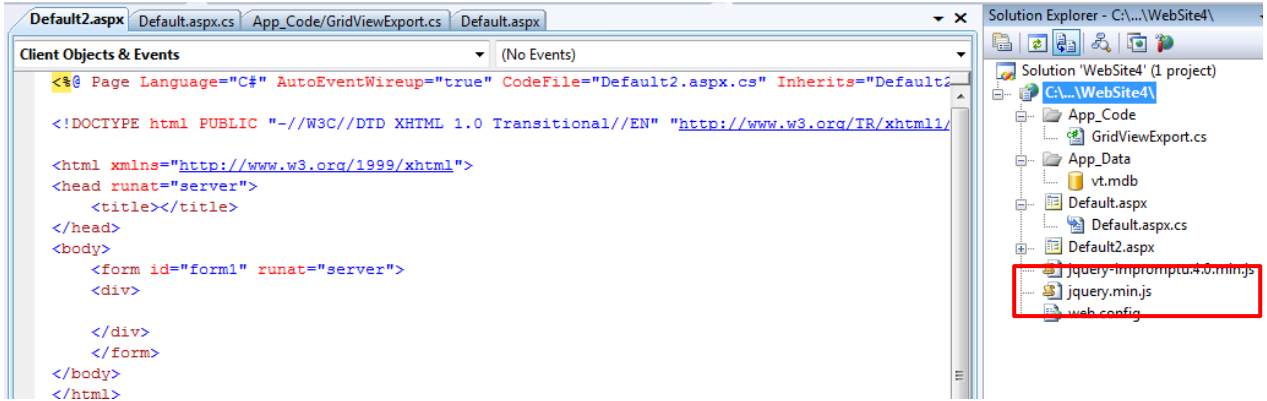 Default2.aspx Default.aspx.cs App_Code/GridViewExport.cs Default.aspx
Client Objects & Events (No Events)
<%@ Page Language="C#" AutoEventWireup="true" CodeFile="Default2.aspx.cs" Inherits="Default2
<!DOCTYPE html PUBLIC "-//W3C//DTD XHTML 1.0 Transitional//EN" "http://www.w3.org/TR/xhtml1/
<html xmlns="http://www.w3.org/1999/xhtml">
<head runat="server">
<title></title>
</head>
<body>
<form id="form1" runat="server">
<div>
</div>
</form>
</body>
</html>
Solution Explorer - C:\...\WebSite4\
Solution 'WebSite4' (1 project)
C:\...\WebSite4\
App_Code
GridViewExport.cs
App_Data
vt.mdb
Default.aspx
Default.aspx.cs
Default2.aspx
jquery-impromptu.4.0.min.js
jquery.min.js
web.config